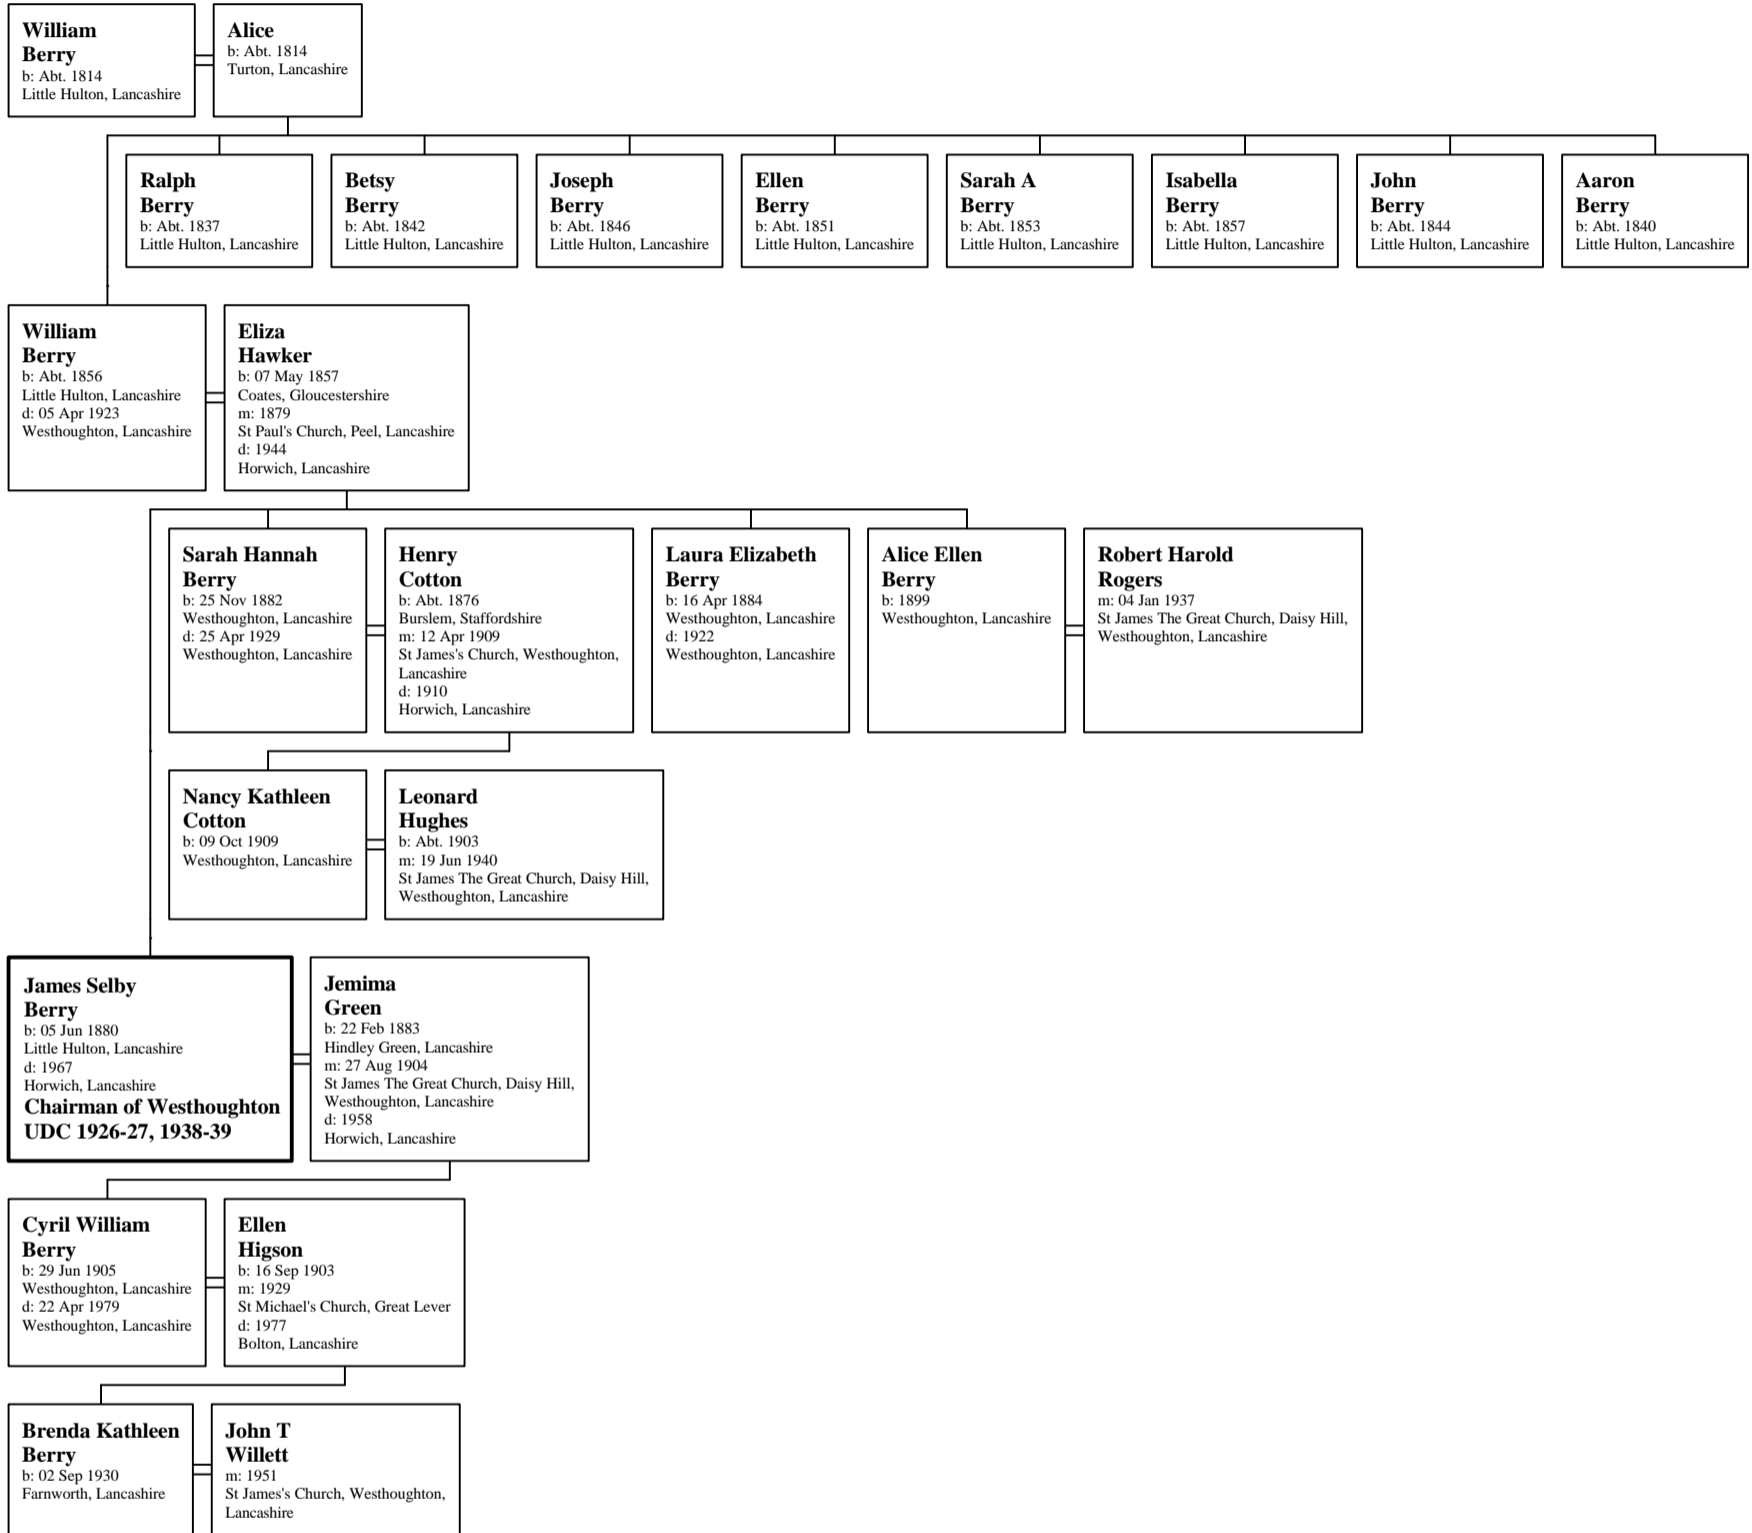 William
Berry
b: Abt. 1814
Little Hulton, Lancashire
Alice
b: Abt. 1814
Turton, Lancashire
Ralph
Berry
b: Abt. 1837
Little Hulton, Lancashire
Betsy
Berry
b: Abt. 1842
Little Hulton, Lancashire
Joseph
Berry
b: Abt. 1846
Little Hulton, Lancashire
Ellen
Berry
b: Abt. 1851
Little Hulton, Lancashire
Sarah A
Berry
b: Abt. 1853
Little Hulton, Lancashire
Isabella
Berry
b: Abt. 1857
Little Hulton, Lancashire
John
Berry
b: Abt. 1844
Little Hulton, Lancashire
Aaron
Berry
b: Abt. 1840
Little Hulton, Lancashire
William
Berry
b: Abt. 1856
Little Hulton, Lancashire
d: 05 Apr 1923
Westhoughton, Lancashire
Eliza
Hawker
b: 07 May 1857
Coates, Gloucestershire
m: 1879
St Paul's Church, Peel, Lancashire
d: 1944
Horwich, Lancashire
Sarah Hannah
Berry
b: 25 Nov 1882
Westhoughton, Lancashire
d: 25 Apr 1929
Westhoughton, Lancashire
Henry
Cotton
b: Abt. 1876
Burslem, Staffordshire
m: 12 Apr 1909
St James's Church, Westhoughton,
Lancashire
d: 1910
Horwich, Lancashire
Laura Elizabeth
Berry
b: 16 Apr 1884
Westhoughton, Lancashire
d: 1922
Westhoughton, Lancashire
Alice Ellen
Berry
b: 1899
Westhoughton, Lancashire
Robert Harold
Rogers
m: 04 Jan 1937
St James The Great Church, Daisy Hill,
Westhoughton, Lancashire
Nancy Kathleen
Cotton
b: 09 Oct 1909
Westhoughton, Lancashire
Leonard
Hughes
b: Abt. 1903
m: 19 Jun 1940
St James The Great Church, Daisy Hill,
Westhoughton, Lancashire
James Selby
Berry
b: 05 Jun 1880
Little Hulton, Lancashire
d: 1967
Horwich, Lancashire
Chairman of Westhoughton
UDC 1926-27, 1938-39
Jemima
Green
b: 22 Feb 1883
Hindley Green, Lancashire
m: 27 Aug 1904
St James The Great Church, Daisy Hill,
Westhoughton, Lancashire
d: 1958
Horwich, Lancashire
Cyril William
Berry
b: 29 Jun 1905
Westhoughton, Lancashire
d: 22 Apr 1979
Westhoughton, Lancashire
Ellen
Higson
b: 16 Sep 1903
m: 1929
St Michael's Church, Great Lever
d: 1977
Bolton, Lancashire
Brenda Kathleen
Berry
b: 02 Sep 1930
Farnworth, Lancashire
John T
Willett
m: 1951
St James's Church, Westhoughton,
Lancashire